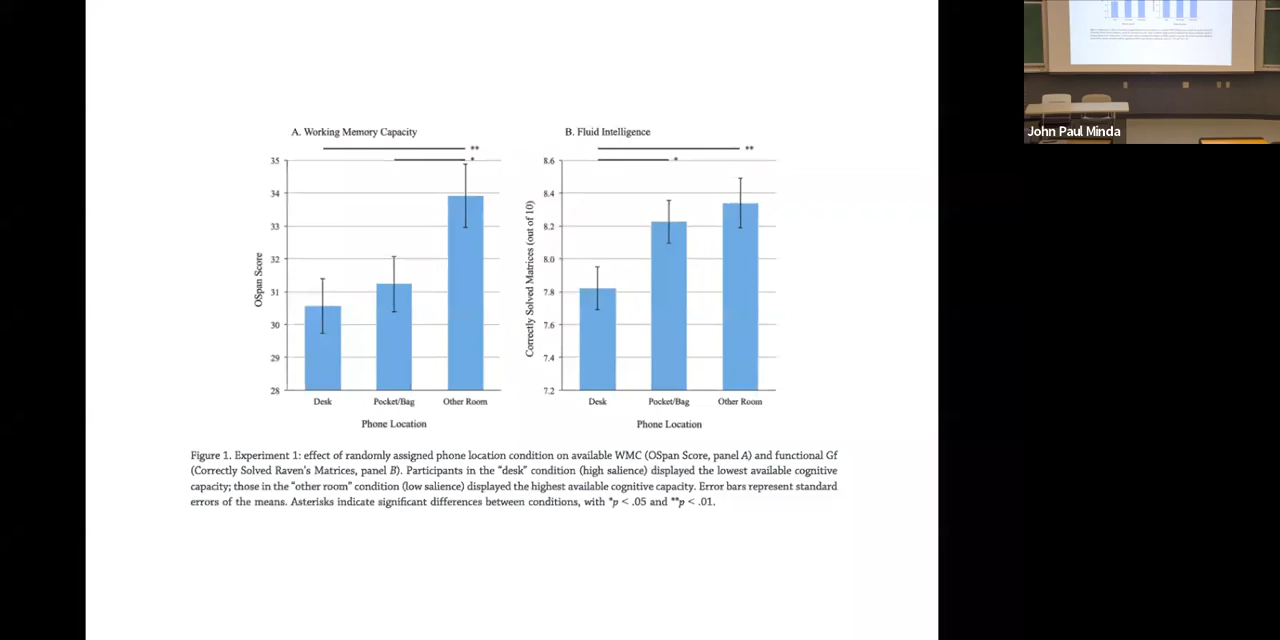 John Paul Minda
A. Working Memory Capacity
**
*
35
34
33
32
31
30
29
28
OSpan Score
Desk
Pocket/Bag
Other Room
Phone Location
B. Fluid Intelligence
**
*
8.6
8.4
8.2
8.0
7.8
7.6
7.4
7.2
Correctly Solved Matrices (out of 10)
Desk
Pocket/Bag
Other Room
Phone Location
Figure 1. Experiment 1: effect of randomly assigned phone location condition on available WMC (OSpan Score, panel A) and functional Gf
(Correctly Solved Raven's Matrices, panel B). Participants in the "desk" condition (high salience) displayed the lowest available cognitive
capacity; those in the "other room" condition (low salience) displayed the highest available cognitive capacity. Error bars represent standard
errors of the means. Asterisks indicate significant differences between conditions, with *p < .05 and **p < .01.